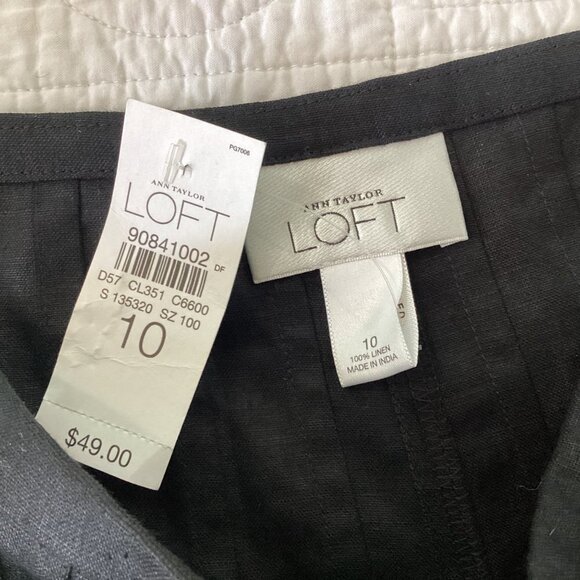 PG7008
ANN TAYLOR
LOFT
90841002 DF
D57 CL351 C6600
S 135320 SZ 100
10
$49.00
ANN TAYLOR
LOFT
10
100% LINEN
MADE IN INDIA